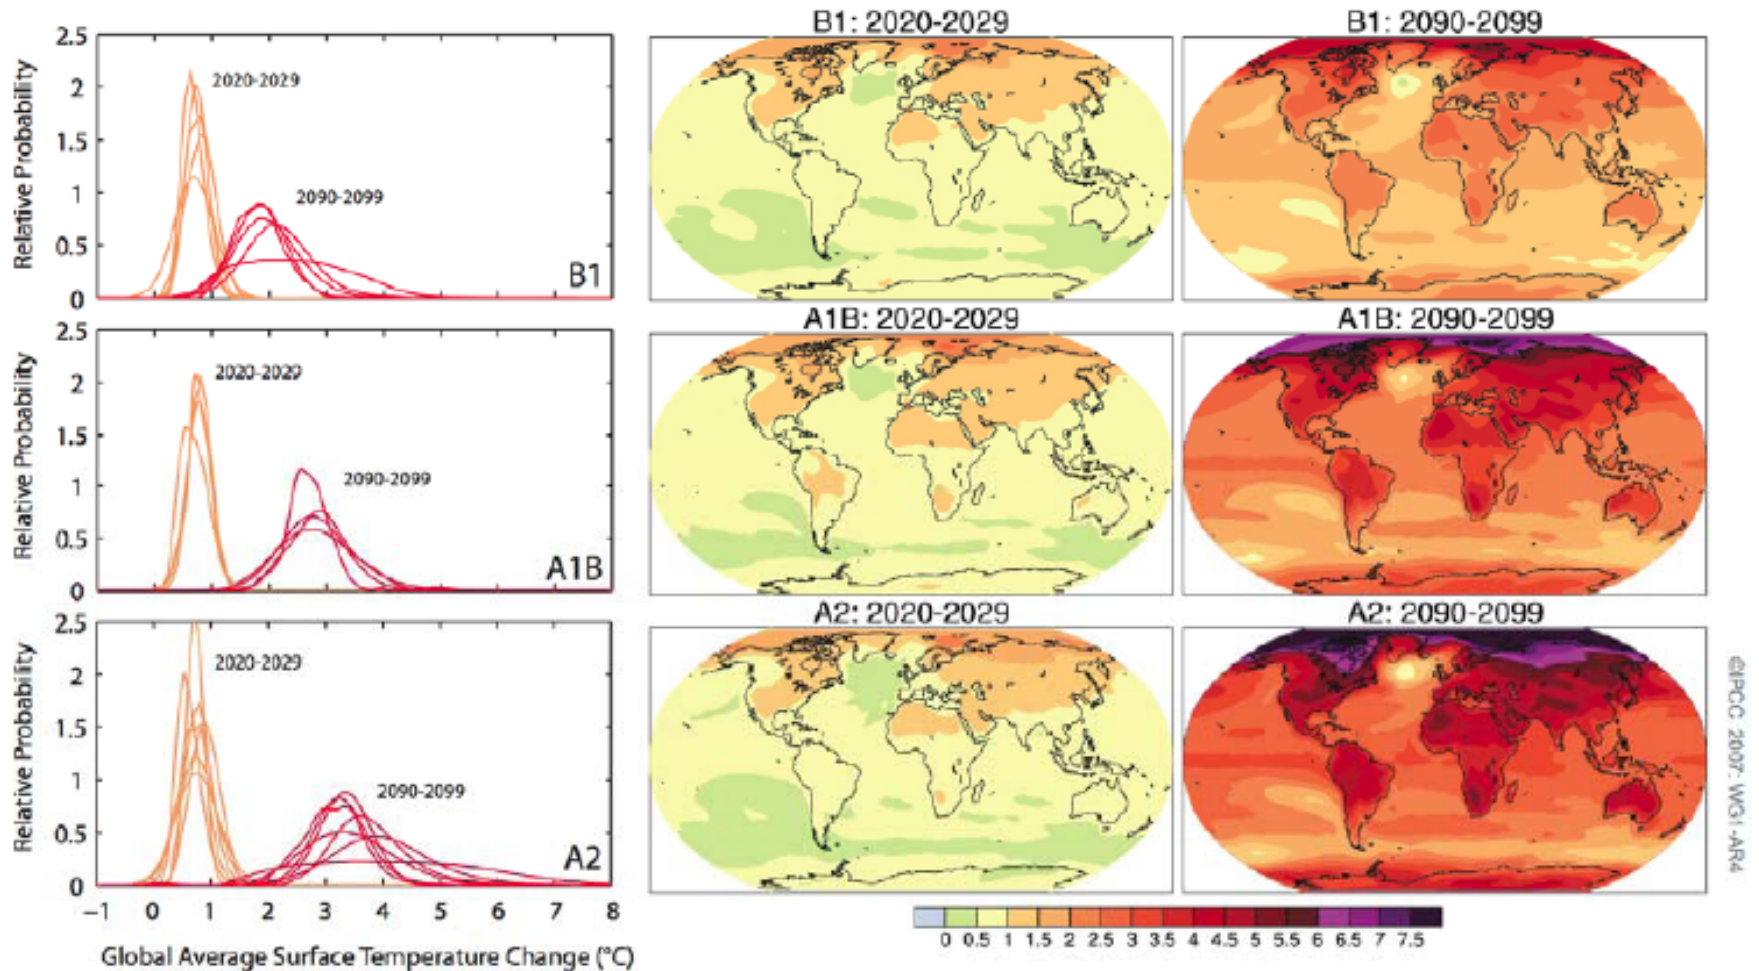 B1: 2020-2029
B1: 2090-2099
2.5
2
1.5
1
0.5
0
Relative Probability
2020-2029
2090-2099
B1
A1B: 2020-2029
A1B: 2090-2099
2.5
2
1.5
1
0.5
0
Relative Probability
2020-2029
2090-2099
A1B
A2: 2020-2029
A2: 2090-2099
2.5
2
1.5
1
0.5
0
Relative Probability
2020-2029
2090-2099
A2
−1 0 1 2 3 4 5 6 7 8
Global Average Surface Temperature Change (°C)
0 0.5 1 1.5 2 2.5 3 3.5 4 4.5 5 5.5 6 6.5 7 7.5
©IPCC 2007: WG1-AR4